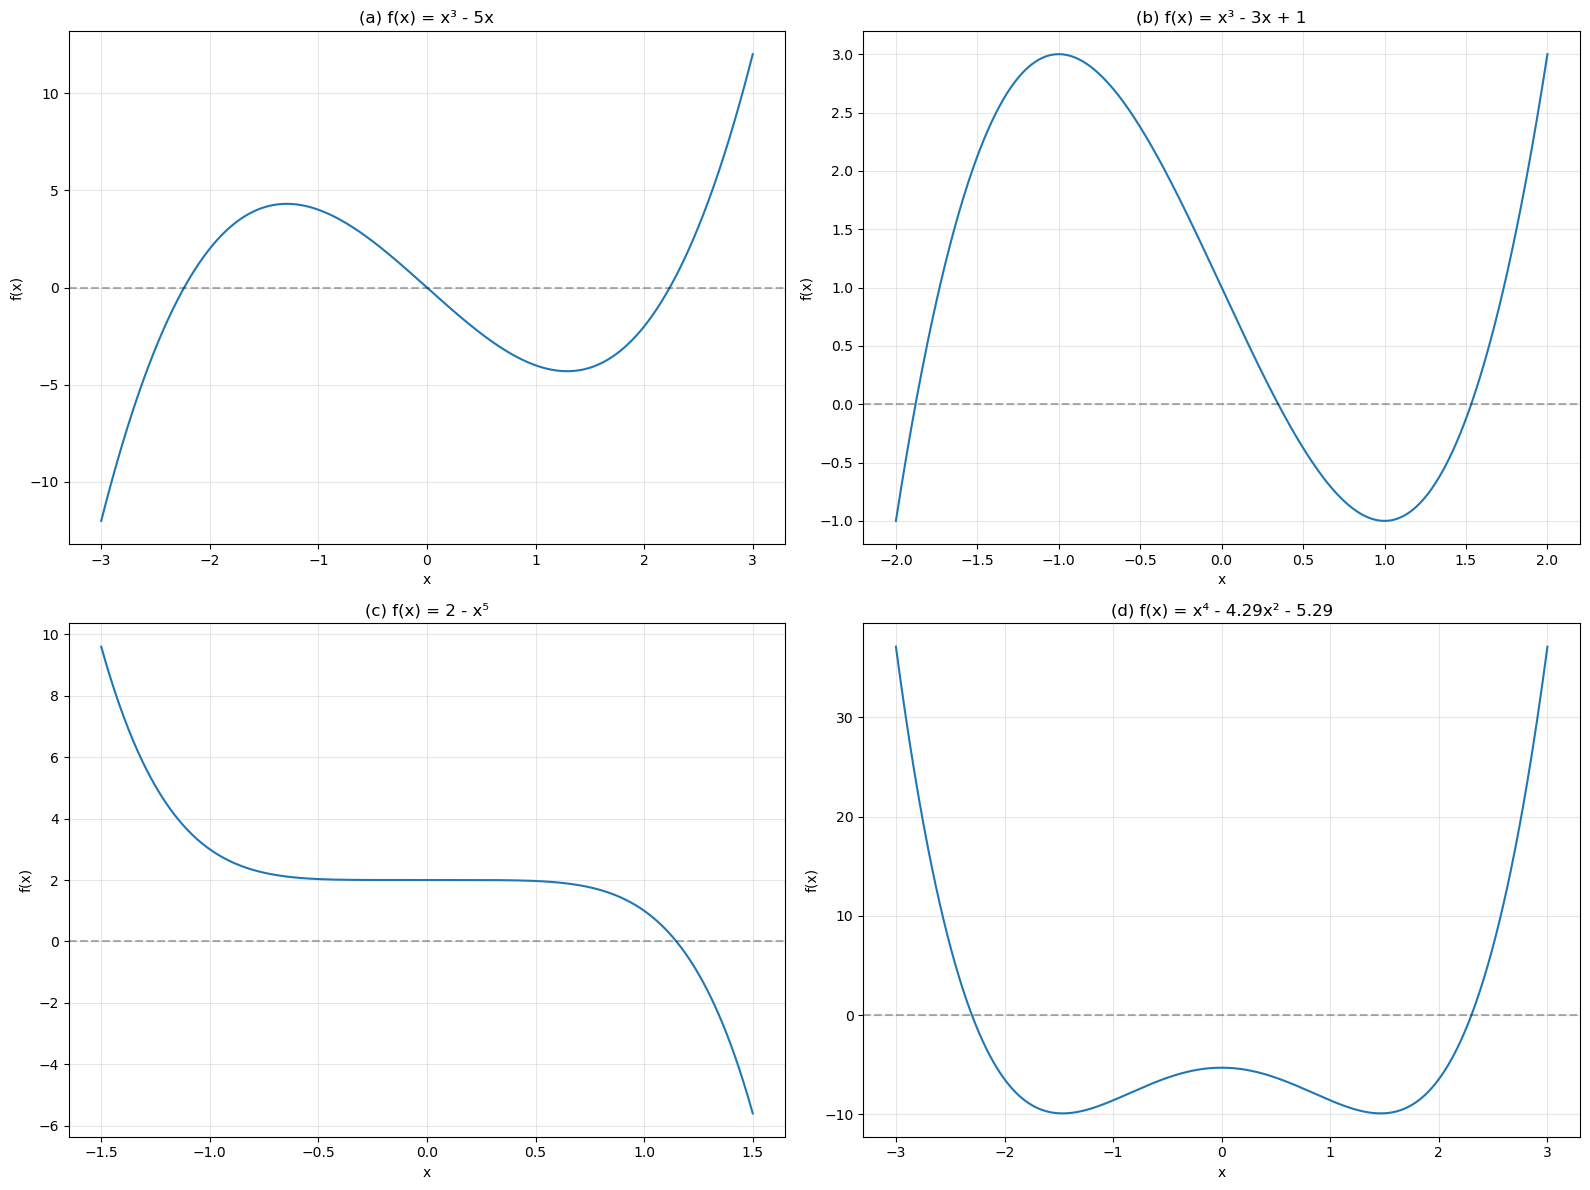 (a) f(x) = x³ - 5x
10
5
0
−5
−10
f(x)
−3 −2 −1 0 1 2 3
x
(b) f(x) = x³ - 3x + 1
3.0
2.5
2.0
1.5
1.0
0.5
0.0
−0.5
−1.0
f(x)
−2.0 −1.5 −1.0 −0.5 0.0 0.5 1.0 1.5 2.0
x
(c) f(x) = 2 - x⁵
10
8
6
4
2
0
−2
−4
−6
f(x)
−1.5 −1.0 −0.5 0.0 0.5 1.0 1.5
x
(d) f(x) = x⁴ - 4.29x² - 5.29
30
20
10
0
−10
f(x)
−3 −2 −1 0 1 2 3
x